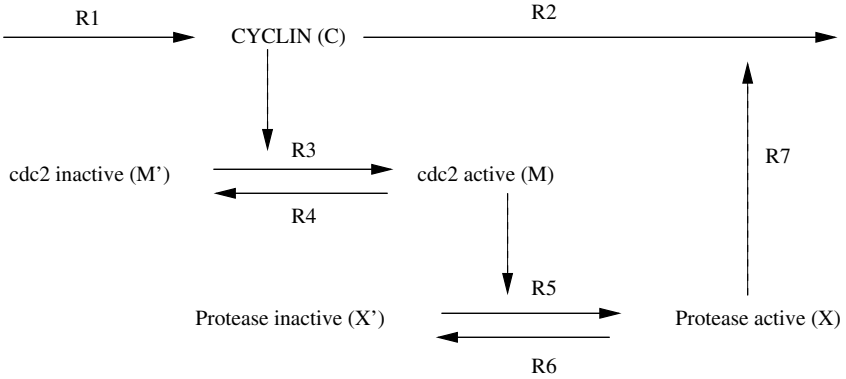 R1
R2
CYCLIN (C)
R3
R7
cdc2 inactive (M’)
cdc2 active (M)
R4
R5
Protease inactive (X’)
Protease active (X)
R6